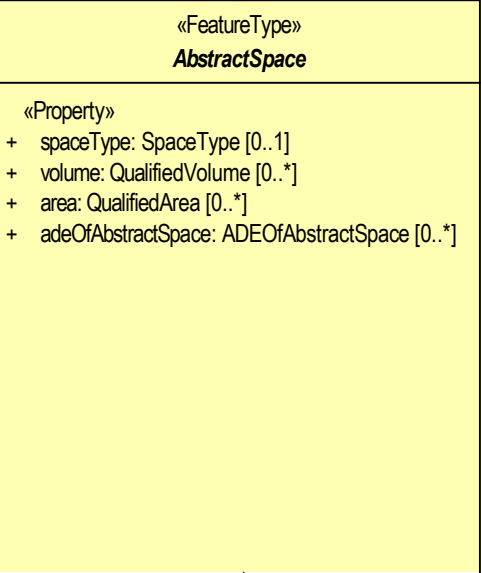 «FeatureType»
AbstractSpace
«Property»
+ spaceType: SpaceType [0..1]
+ volume: QualifiedVolume [0..*]
+ area: QualifiedArea [0..*]
+ adeOfAbstractSpace: ADEOfAbstractSpace [0..*]